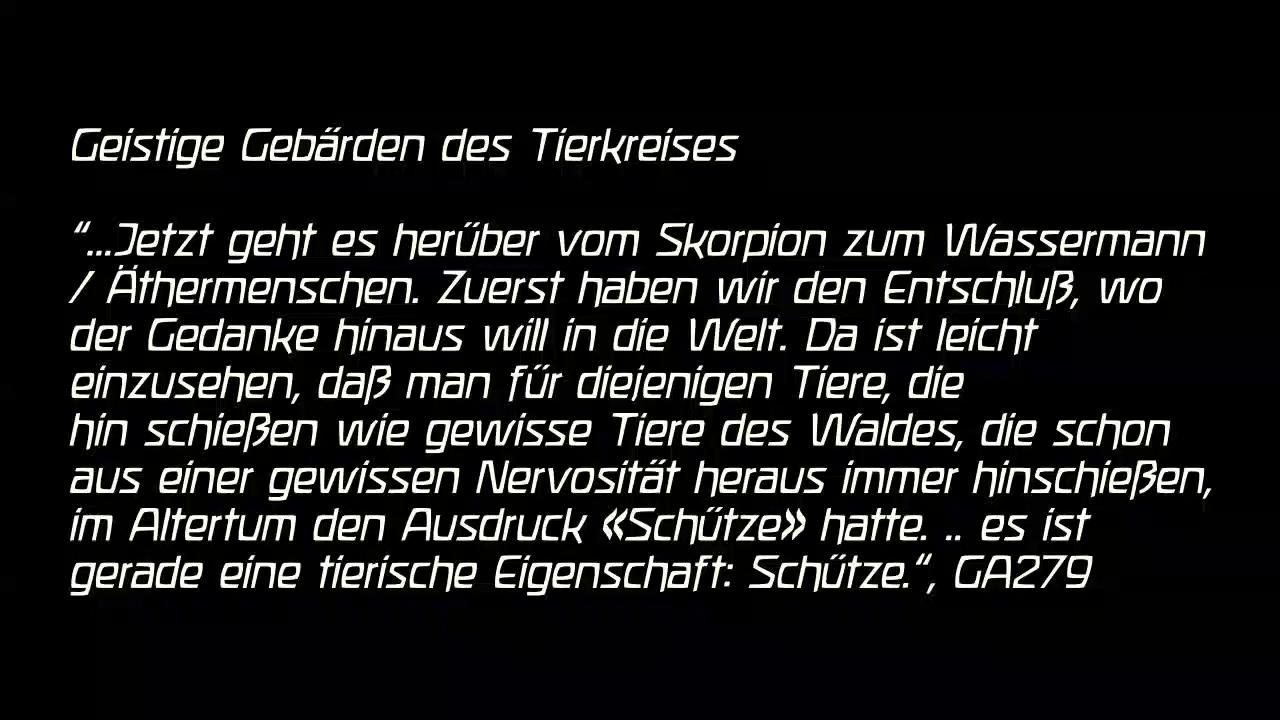 Geistige Gebärden des Tierkreises
“...Jetzt geht es herüber vom Skorpion zum Wassermann
/ Äthermenschen. Zuerst haben wir den Entschluß, wo
der Gedanke hinaus will in die Welt. Da ist leicht
einzusehen, daß man für diejenigen Tiere, die
hin schießen wie gewisse Tiere des Waldes, die schon
aus einer gewissen Nervosität heraus immer hinschießen,
im Altertum den Ausdruck «Schütze» hatte. .. es ist
gerade eine tierische Eigenschaft: Schütze.“, GA279